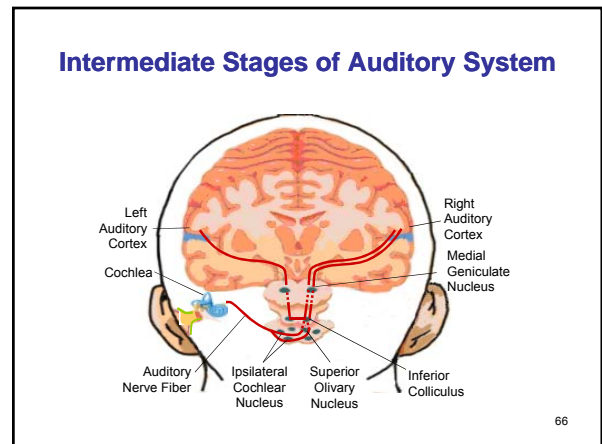 Intermediate Stages of Auditory System
Left
Auditory
Cortex
Right
Auditory
Cortex
Cochlea
Medial
Geniculate
Nucleus
Auditory
Nerve Fiber
Ipsilateral
Cochlear
Nucleus
Superior
Olivary
Nucleus
Inferior
Colliculus
66